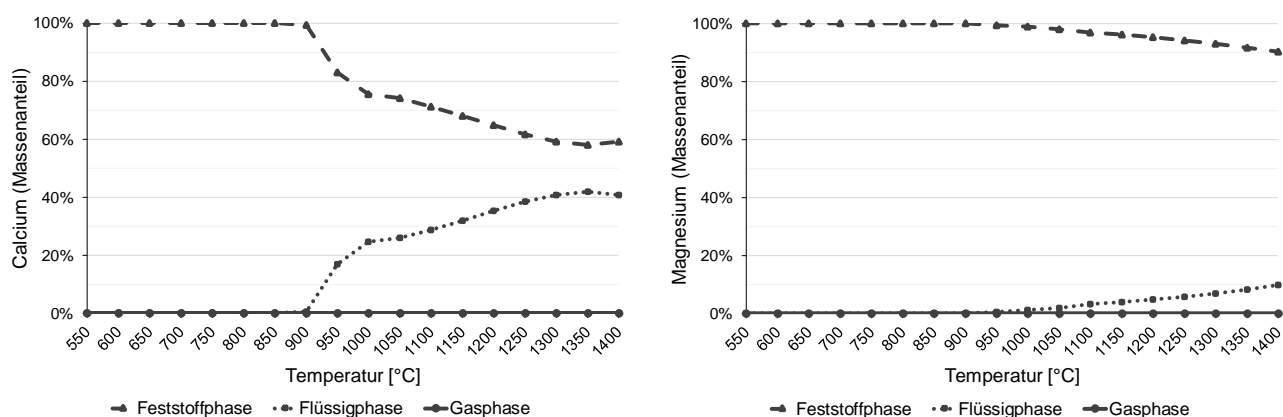 Calcium (Massenanteil)
100%
80%
60%
40%
20%
0%
550 600 650 700 750 800 850 900 950 1000 1050 1100 1150 1200 1250 1300 1350 1400
Temperatur [°C]
Feststoffphase Flüssigphase Gasphase
Magnesium (Massenanteil)
100%
80%
60%
40%
20%
0%
550 600 650 700 750 800 850 900 950 1000 1050 1100 1150 1200 1250 1300 1350 1400
Temperatur [°C]
Feststoffphase Flüssigphase Gasphase